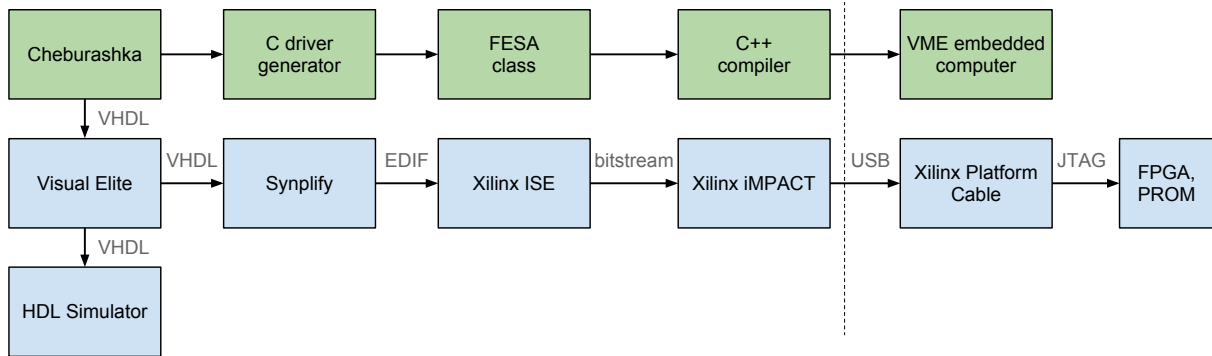 Cheburashka
C driver
generator
FESA
class
C++
compiler
VME embedded
computer
VHDL
Visual Elite
VHDL
Synplify
EDIF
Xilinx ISE
bitstream
Xilinx iMPACT
USB
Xilinx Platform
Cable
JTAG
FPGA,
PROM
VHDL
HDL Simulator